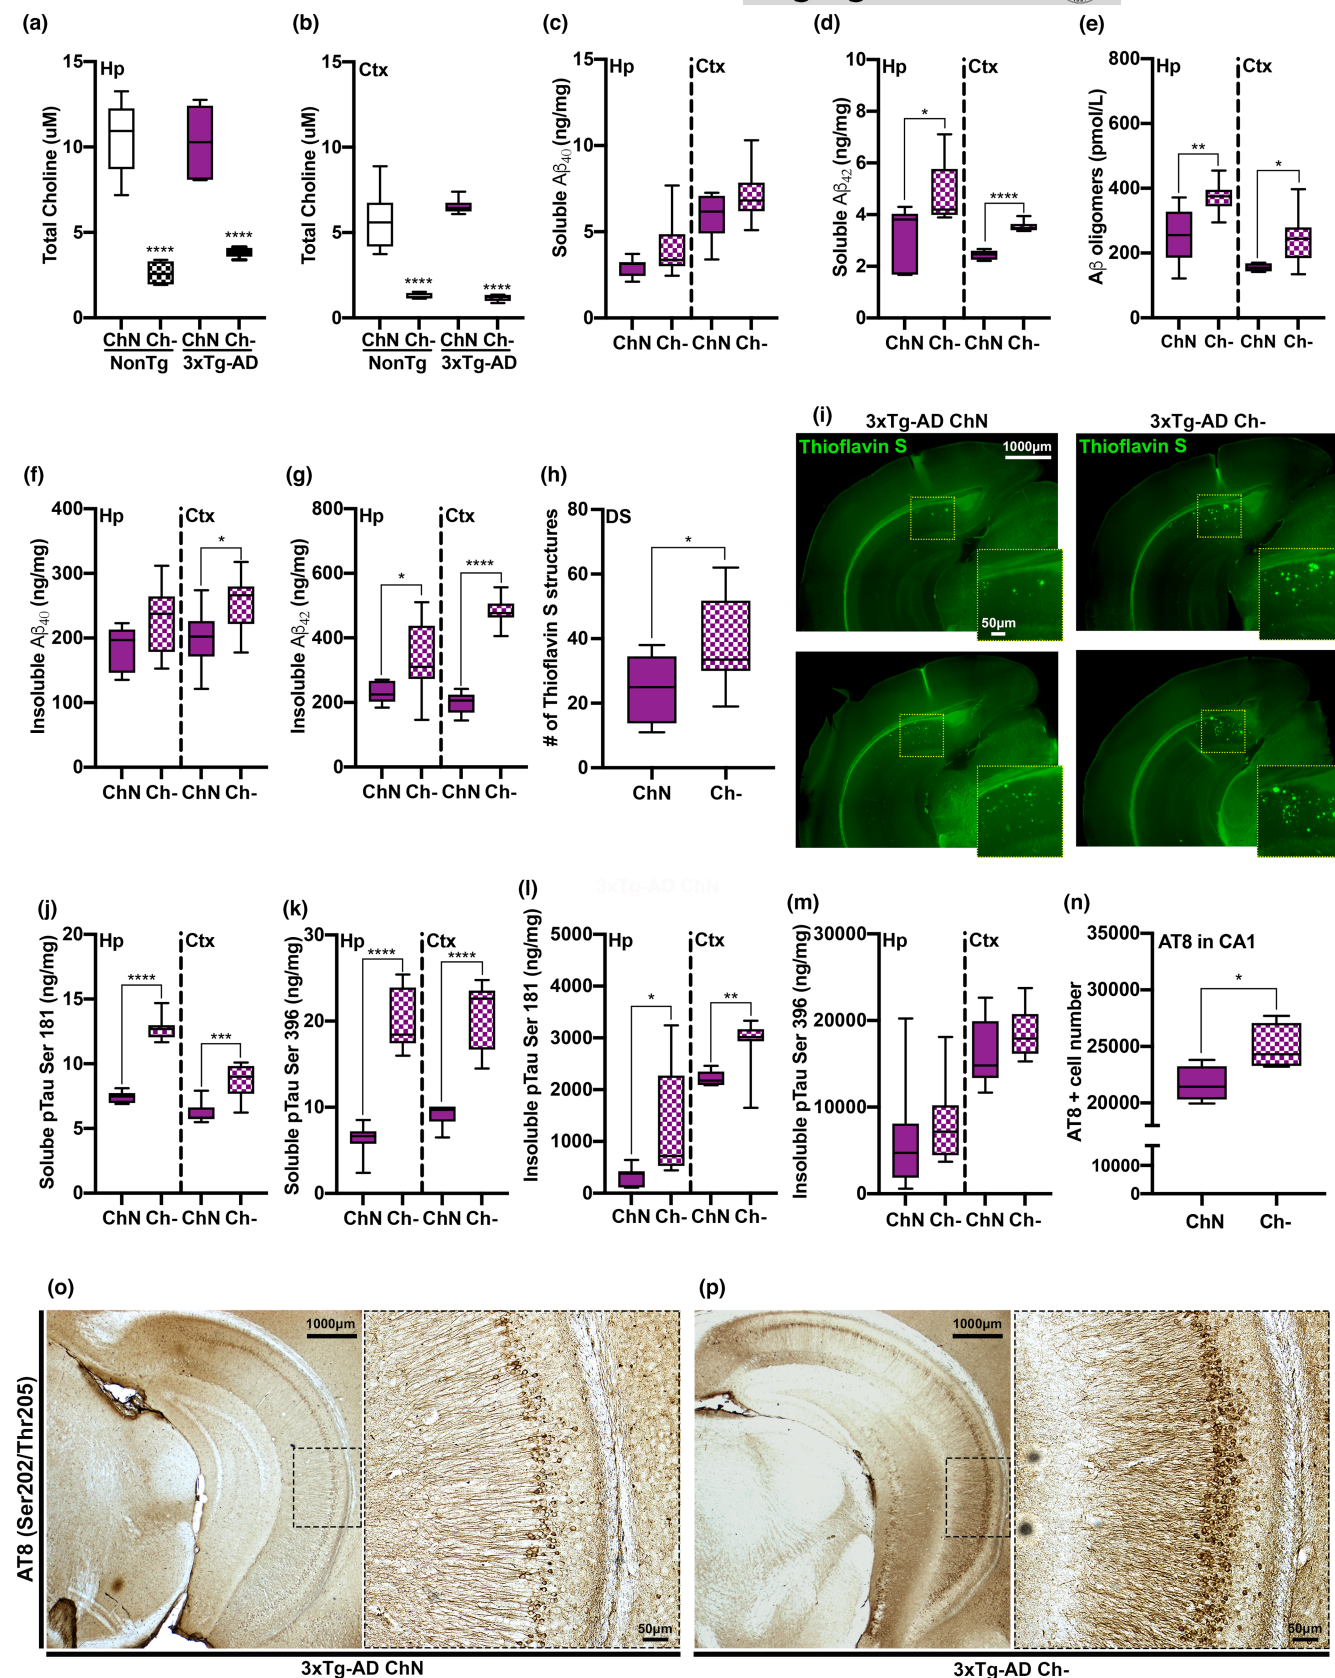 (a)
Hp
Total Choline (uM)
15
10
5
0
****
****
ChN Ch- ChN Ch-
NonTg 3xTg-AD
(b)
Ctx
Total Choline (uM)
15
10
5
0
****
****
ChN Ch- ChN Ch-
NonTg 3xTg-AD
(c)
Hp Ctx
Soluble Aβ40 (ng/mg)
15
10
5
0
ChN Ch- ChN Ch-
(d)
Hp Ctx
Soluble Aβ42 (ng/mg)
10
8
6
4
2
0
*
****
ChN Ch- ChN Ch-
(e)
Hp Ctx
Aβ oligomers (pmol/L)
800
600
400
200
0
**
*
ChN Ch- ChN Ch-
(f)
Hp Ctx
Insoluble Aβ40 (ng/mg)
400
300
200
100
0
*
ChN Ch- ChN Ch-
(g)
Hp Ctx
Insoluble Aβ42 (ng/mg)
800
600
400
200
0
*
****
ChN Ch- ChN Ch-
(h)
DS
# of Thioflavin S structures
80
60
40
20
0
*
ChN Ch-
(i)
3xTg-AD ChN 3xTg-AD Ch-
Thioflavin S
1000µm
50µm
Thioflavin S
(j)
Hp Ctx
Solube pTau Ser 181 (ng/mg)
20
15
10
5
0
****
***
ChN Ch- ChN Ch-
(k)
Hp Ctx
Soluble pTau Ser 396 (ng/mg)
30
20
10
0
****
****
ChN Ch- ChN Ch-
3xTg-AD ChN
(l)
Hp Ctx
Insoluble pTau Ser 181 (ng/mg)
5000
4000
3000
2000
1000
0
*
**
ChN Ch- ChN Ch-
(m)
Hp Ctx
Insoluble pTau Ser 396 (ng/mg)
30000
20000
10000
0
ChN Ch- ChN Ch-
(n)
AT8 in CA1
AT8 + cell number
35000
30000
25000
20000
10000
0
*
ChN Ch-
(o)
AT8 (Ser202/Thr205)
1000µm
50µm
3xTg-AD ChN
(p)
1000µm
50µm
3xTg-AD Ch-